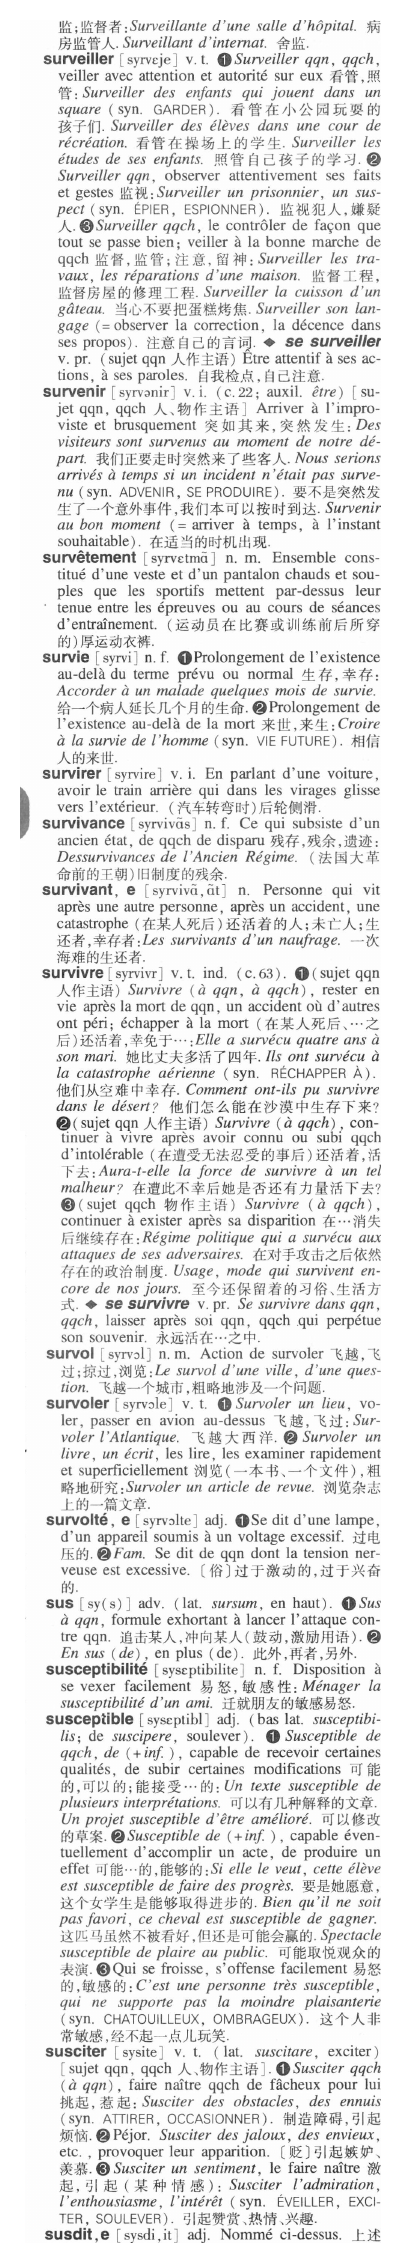 监;监督者:Surveillante d'une salle d'hôpital. 病
房监管人. Surveillant d'internat. 舍监.
surveiller [syrvɛje] v. t. ❶ Surveiller qqn, qqch,
veiller avec attention et autorité sur eux 看管,照
管: Surveiller des enfants qui jouent dans un
square (syn. GARDER). 看管在小公园玩耍的
孩子们. Surveiller des élèves dans une cour de
récréation. 看管在操场上的学生. Surveiller les
études de ses enfants. 照管自己孩子的学习. ❷
Surveiller qqn, observer attentivement ses faits
et gestes 监视: Surveiller un prisonnier, un sus-
pect (syn. ÉPIER, ESPIONNER). 监视犯人,嫌疑
人. ❸ Surveiller qqch, le contrôler de façon que
tout se passe bien; veiller à la bonne marche de
qqch 监督,监管;注意,留神: Surveiller les tra-
vaux, les réparations d'une maison. 监督工程,
监督房屋的修理工程. Surveiller la cuisson d'un
gâteau. 当心不要把蛋糕烤焦. Surveiller son lan-
gage (= observer la correction, la décence dans
ses propos). 注意自己的言词. ◆ se surveiller
v. pr. (sujet qqn 人作主语) Être attentif à ses ac-
tions, à ses paroles. 自我检点,自己注意.
survenir [syrvənir] v. i. (c. 22; auxil. être) [su-
jet qqn, qqch 人、物作主语] Arriver à l'impro-
viste et brusquement 突如其来,突然发生: Des
visiteurs sont survenus au moment de notre dé-
part. 我们正要走时突然来了些客人. Nous serions
arrivés à temps si un incident n'était pas surve-
nu (syn. ADVENIR, SE PRODUIRE). 要不是突然发
生了一个意外事件,我们本可以按时到达. Survenir
au bon moment (= arriver à temps, à l'instant
souhaitable). 在适当的时机出现.
survêtement [syrvɛtmɑ̃] n. m. Ensemble cons-
titué d'une veste et d'un pantalon chauds et sou-
ples que les sportifs mettent par-dessus leur
tenue entre les épreuves ou au cours de séances
d'entraînement. (运动员在比赛或训练前后所穿
的)厚运动衣裤.
survie [syrvi] n. f. ❶ Prolongement de l'existence
au-delà du terme prévu ou normal 生存,幸存:
Accorder à un malade quelques mois de survie.
给一个病人延长几个月的生命. ❷ Prolongement de
l'existence au-delà de la mort 来世,来生: Croire
à la survie de l'homme (syn. VIE FUTURE). 相信
人的来世.
survirer [syrvire] v. i. En parlant d'une voiture,
avoir le train arrière qui dans les virages glisse
vers l'extérieur. (汽车转弯时)后轮侧滑.
survivance [syrvivɑ̃s] n. f. Ce qui subsiste d'un
ancien état, de qqch de disparu 残存,残余,遗迹:
Dessurvivances de l'Ancien Régime. (法国大革
命前的王朝)旧制度的残余.
survivant, e [syrvivɑ̃, ɑ̃t] n. Personne qui vit
après une autre personne, après un accident, une
catastrophe (在某人死后)还活着的人;未亡人;生
还者,幸存者: Les survivants d'un naufrage. 一次
海难的生还者.
survivre [syrvivr] v. t. ind. (c. 63). ❶ (sujet qqn
人作主语) Survivre (à qqn, à qqch), rester en
vie après la mort de qqn, un accident où d'autres
ont péri; échapper à la mort (在某人死后、…之
后)还活着,幸免于…: Elle a survécu quatre ans à
son mari. 她比丈夫多活了四年. Ils ont survécu à
la catastrophe aérienne (syn. RÉCHAPPER À).
他们从空难中幸存. Comment ont-ils pu survivre
dans le désert? 他们怎么能在沙漠中生存下来?
❷ (sujet qqn 人作主语) Survivre (à qqch), con-
tinuer à vivre après avoir connu ou subi qqch
d'intolérable (在遭受无法忍受的事后)还活着,活
下去: Aura-t-elle la force de survivre à un tel
malheur? 在遭此不幸后她是否还有力量活下去?
❸ (sujet qqch 物作主语) Survivre (à qqch),
continuer à exister après sa disparition 在…消失
后继续存在: Régime politique qui a survécu aux
attaques de ses adversaires. 在对手攻击之后依然
存在的政治制度. Usage, mode qui survivent en-
core de nos jours. 至今还保留着的习俗、生活方
式. ◆ se survivre v. pr. Se survivre dans qqn,
qqch, laisser après soi qqn, qqch qui perpétue
son souvenir. 永远活在…之中.
survol [syrvɔl] n. m. Action de survoler 飞越,飞
过;掠过,浏览: Le survol d'une ville, d'une ques-
tion. 飞越一个城市,粗略地涉及一个问题.
survoler [syrvɔle] v. t. ❶ Survoler un lieu, vo-
ler, passer en avion au-dessus 飞越,飞过: Sur-
voler l'Atlantique. 飞越大西洋. ❷ Survoler un
livre, un écrit, les lire, les examiner rapidement
et superficiellement 浏览(一本书、一个文件),粗
略地研究: Survoler un article de revue. 浏览杂志
上的一篇文章.
survolté, e [syrvɔlte] adj. ❶ Se dit d'une lampe,
d'un appareil soumis à un voltage excessif. 过电
压的. ❷ Fam. Se dit de qqn dont la tension ner-
veuse est excessive. [俗]过于激动的,过于兴奋
的.
sus [sy(s)] adv. (lat. sursum, en haut). ❶ Sus
à qqn, formule exhortant à lancer l'attaque con-
tre qqn. 追击某人,冲向某人(鼓动,激励用语). ❷
En sus (de), en plus (de). 此外,再者,另外.
susceptibilité [sysɛptibilite] n. f. Disposition à
se vexer facilement 易怒,敏感性: Ménager la
susceptibilité d'un ami. 迁就朋友的敏感易怒.
susceptible [sysɛptibl] adj. (bas lat. susceptibi-
lis; de suscipere, soulever). ❶ Susceptible de
qqch, de (+ inf.), capable de recevoir certaines
qualités, de subir certaines modifications 可能
的,可以的;能接受…的: Un texte susceptible de
plusieurs interprétations. 可以有几种解释的文章.
Un projet susceptible d'être amélioré. 可以修改
的草案. ❷ Susceptible de (+ inf.), capable éven-
tuellement d'accomplir un acte, de produire un
effet 可能…的,能够的: Si elle le veut, cette élève
est susceptible de faire des progrès. 要是她愿意,
这个女学生是能够取得进步的. Bien qu'il ne soit
pas favori, ce cheval est susceptible de gagner.
这匹马虽然不被看好,但还是可能会赢的. Spectacle
susceptible de plaire au public. 可能取悦观众的
表演. ❸ Qui se froisse, s'offense facilement 易怒
的,敏感的: C'est une personne très susceptible,
qui ne supporte pas la moindre plaisanterie
(syn. CHATOUILLEUX, OMBRAGEUX). 这个人非
常敏感,经不起一点儿玩笑.
susciter [sysite] v. t. (lat. suscitare, exciter)
[sujet qqn, qqch 人、物作主语]. ❶ Susciter qqch
(à qqn), faire naître qqch de fâcheux pour lui
挑起,惹起: Susciter des obstacles, des ennuis
(syn. ATTIRER, OCCASIONNER). 制造障碍,引起
烦恼. ❷ Péjor. Susciter des jaloux, des envieux,
etc., provoquer leur apparition. [贬]引起嫉妒、
羡慕. ❸ Susciter un sentiment, le faire naître 激
起,引起(某种情感): Susciter l'admiration,
l'enthousiasme, l'intérêt (syn. ÉVEILLER, EXCI-
TER, SOULEVER). 引起赞赏、热情、兴趣.
susdit, e [sysdi, it] adj. Nommé ci-dessus. 上述